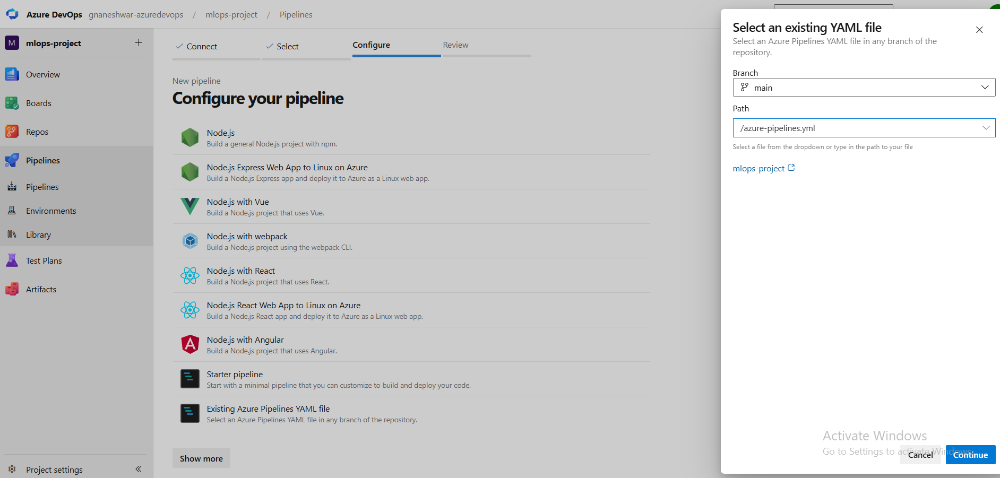 Azure DevOps gnaneshwar-azuredevops / mlops-project / Pipelines
M mlops-project +
Overview
Boards
Repos
Pipelines
Pipelines
Environments
Library
Test Plans
Artifacts
Project settings
Connect
Select
Configure
Review
New pipeline
Configure your pipeline
Node.js
Build a general Node.js project with npm.
Node.js Express Web App to Linux on Azure
Build a Node.js Express app and deploy it to Azure as a Linux web app.
Node.js with Vue
Build a Node.js project that uses Vue.
Node.js with webpack
Build a Node.js project using the webpack CLI.
Node.js with React
Build a Node.js project that uses React.
Node.js React Web App to Linux on Azure
Build a Node.js React app and deploy it to Azure as a Linux web app.
Node.js with Angular
Build a Node.js project that uses Angular.
Starter pipeline
Start with a minimal pipeline that you can customize to build and deploy your code.
Existing Azure Pipelines YAML file
Select an Azure Pipelines YAML file in any branch of the repository.
Show more
Select an existing YAML file
Select an Azure Pipelines YAML file in any branch of the
repository.
Branch
main
Path
/azure-pipelines.yml
Select a file from the dropdown or type in the path to your file
mlops-project
Activate Windows
Go to Settings to activate Windows.
Cancel
Continue